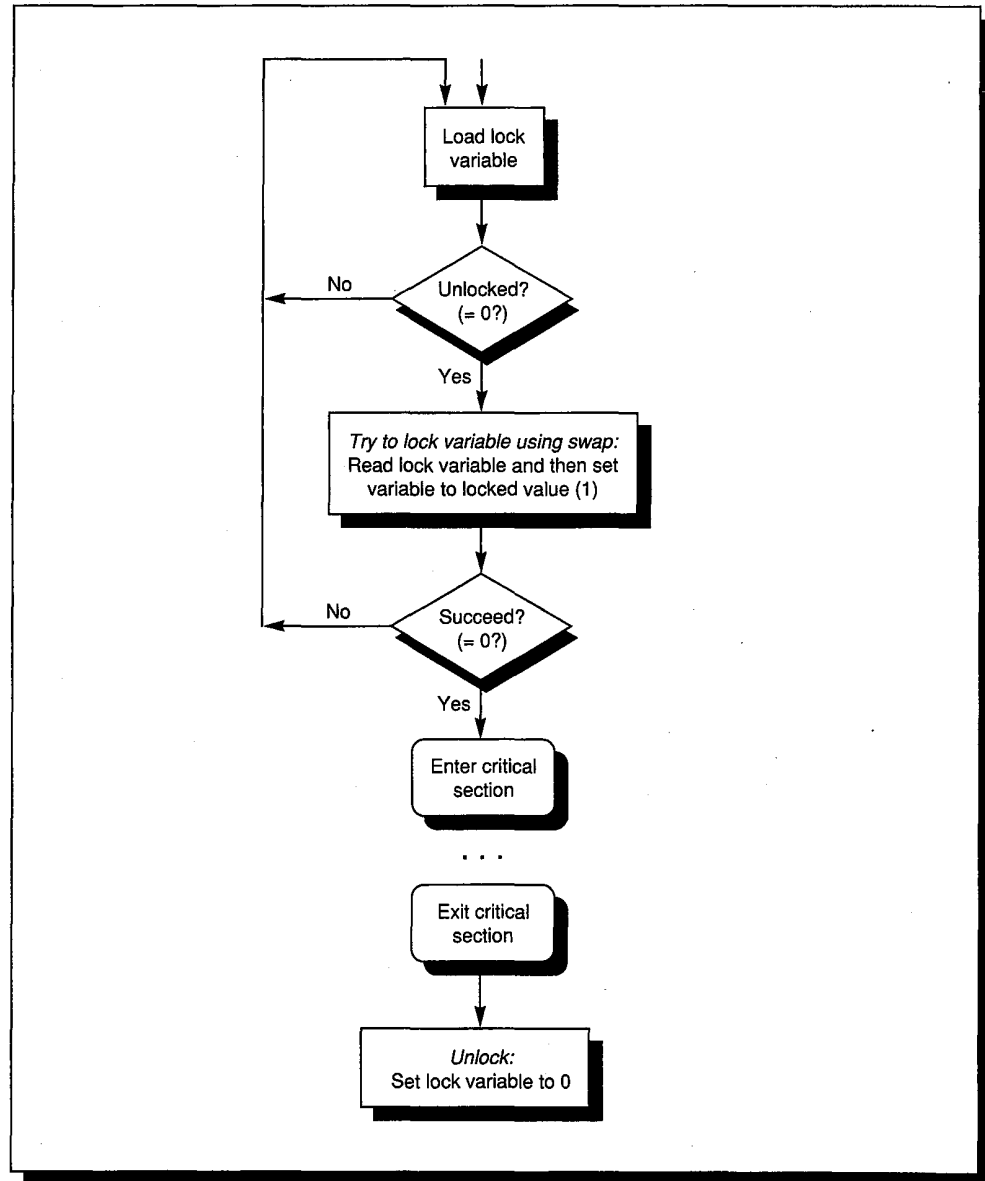 Load lock
variable
No
Unlocked?
(= 0?)
Yes
Try to lock variable using swap:
Read lock variable and then set
variable to locked value (1)
No
Succeed?
(= 0?)
Yes
Enter critical
section
. . .
Exit critical
section
Unlock:
Set lock variable to 0